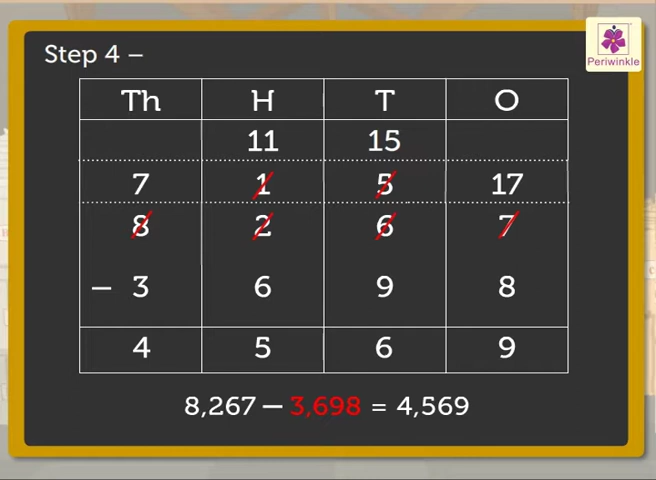 Step 4 –
Periwinkle
Th H T O
11 15
7 1 5 17
8 2 6 7
– 3 6 9 8
4 5 6 9
8,267 – 3,698 = 4,569